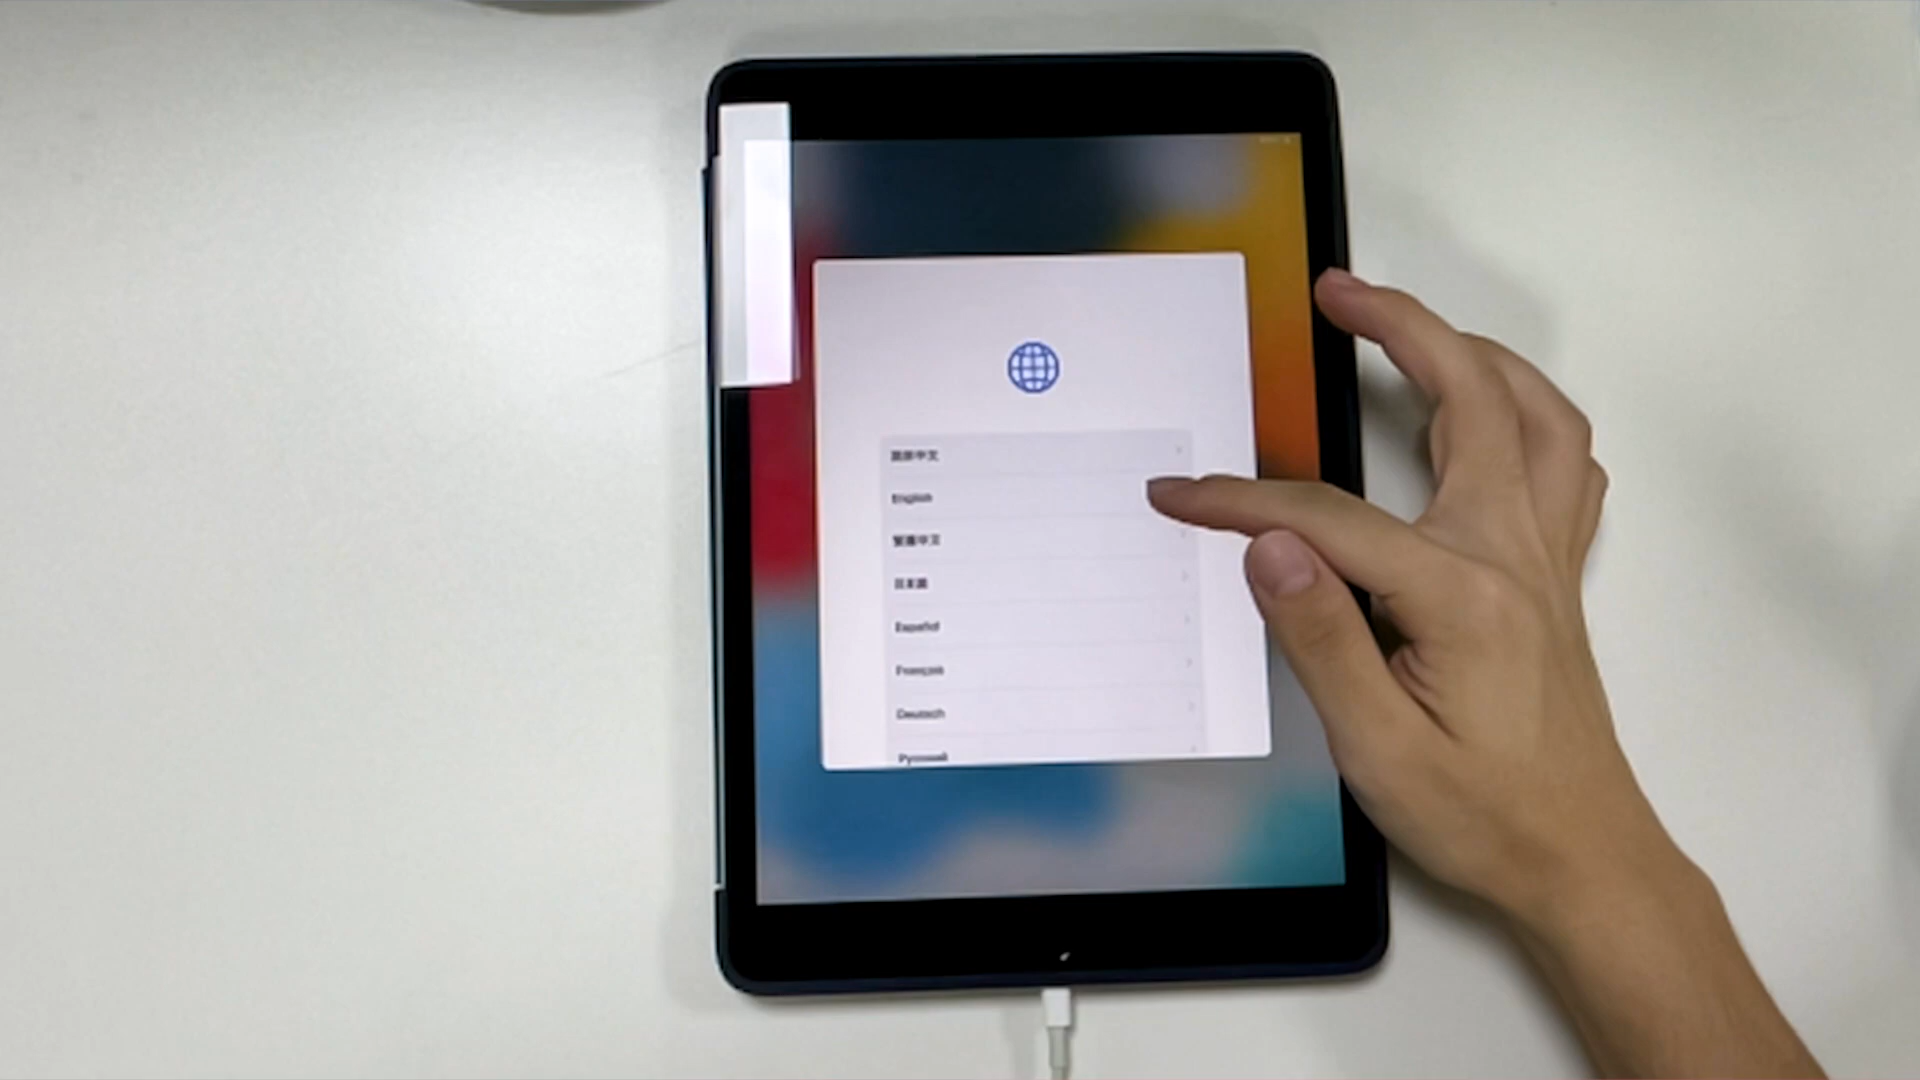 简体中文
English
繁體中文
日本語
Español
Français
Deutsch
Русский